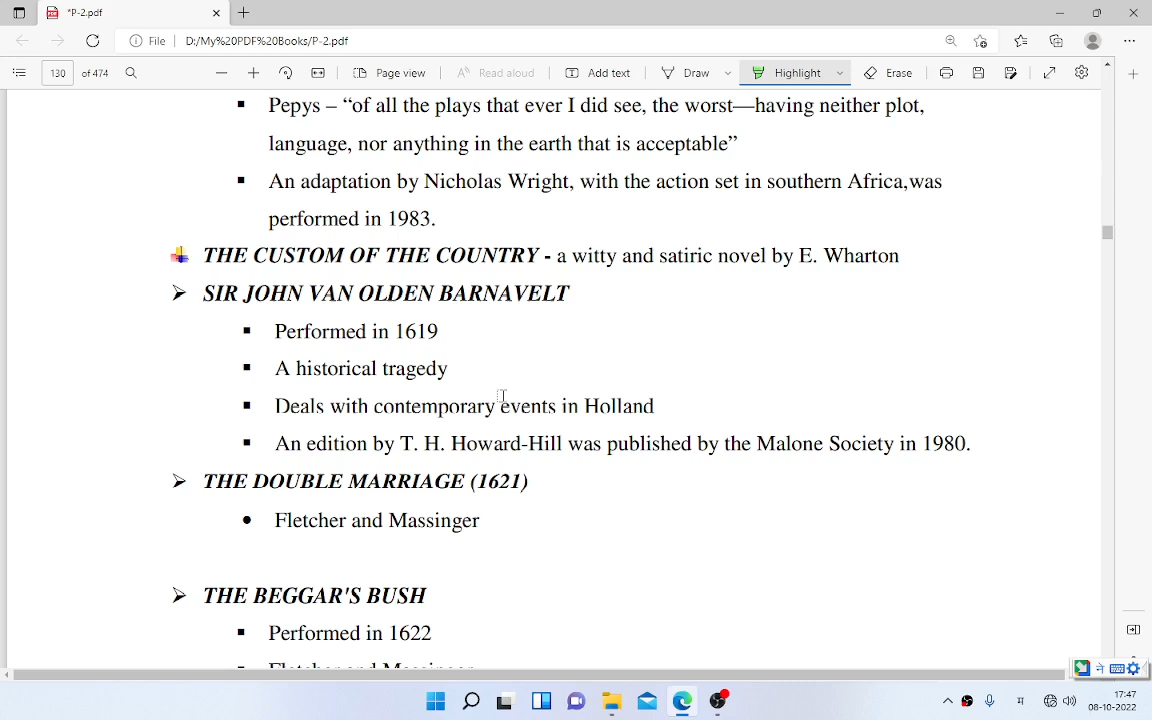 *P-2.pdf
File
D:/My%20PDF%20Books/P-2.pdf
130 of 474 Page view Read aloud Add text Draw Highlight Erase
Pepys – “of all the plays that ever I did see, the worst—having neither plot,
language, nor anything in the earth that is acceptable”
An adaptation by Nicholas Wright, with the action set in southern Africa,was
performed in 1983.
THE CUSTOM OF THE COUNTRY - a witty and satiric novel by E. Wharton
SIR JOHN VAN OLDEN BARNAVELT
Performed in 1619
A historical tragedy
Deals with contemporary events in Holland
An edition by T. H. Howard-Hill was published by the Malone Society in 1980.
THE DOUBLE MARRIAGE (1621)
Fletcher and Massinger
THE BEGGAR'S BUSH
Performed in 1622
Fletcher and Massinger
17:47
08-10-2022